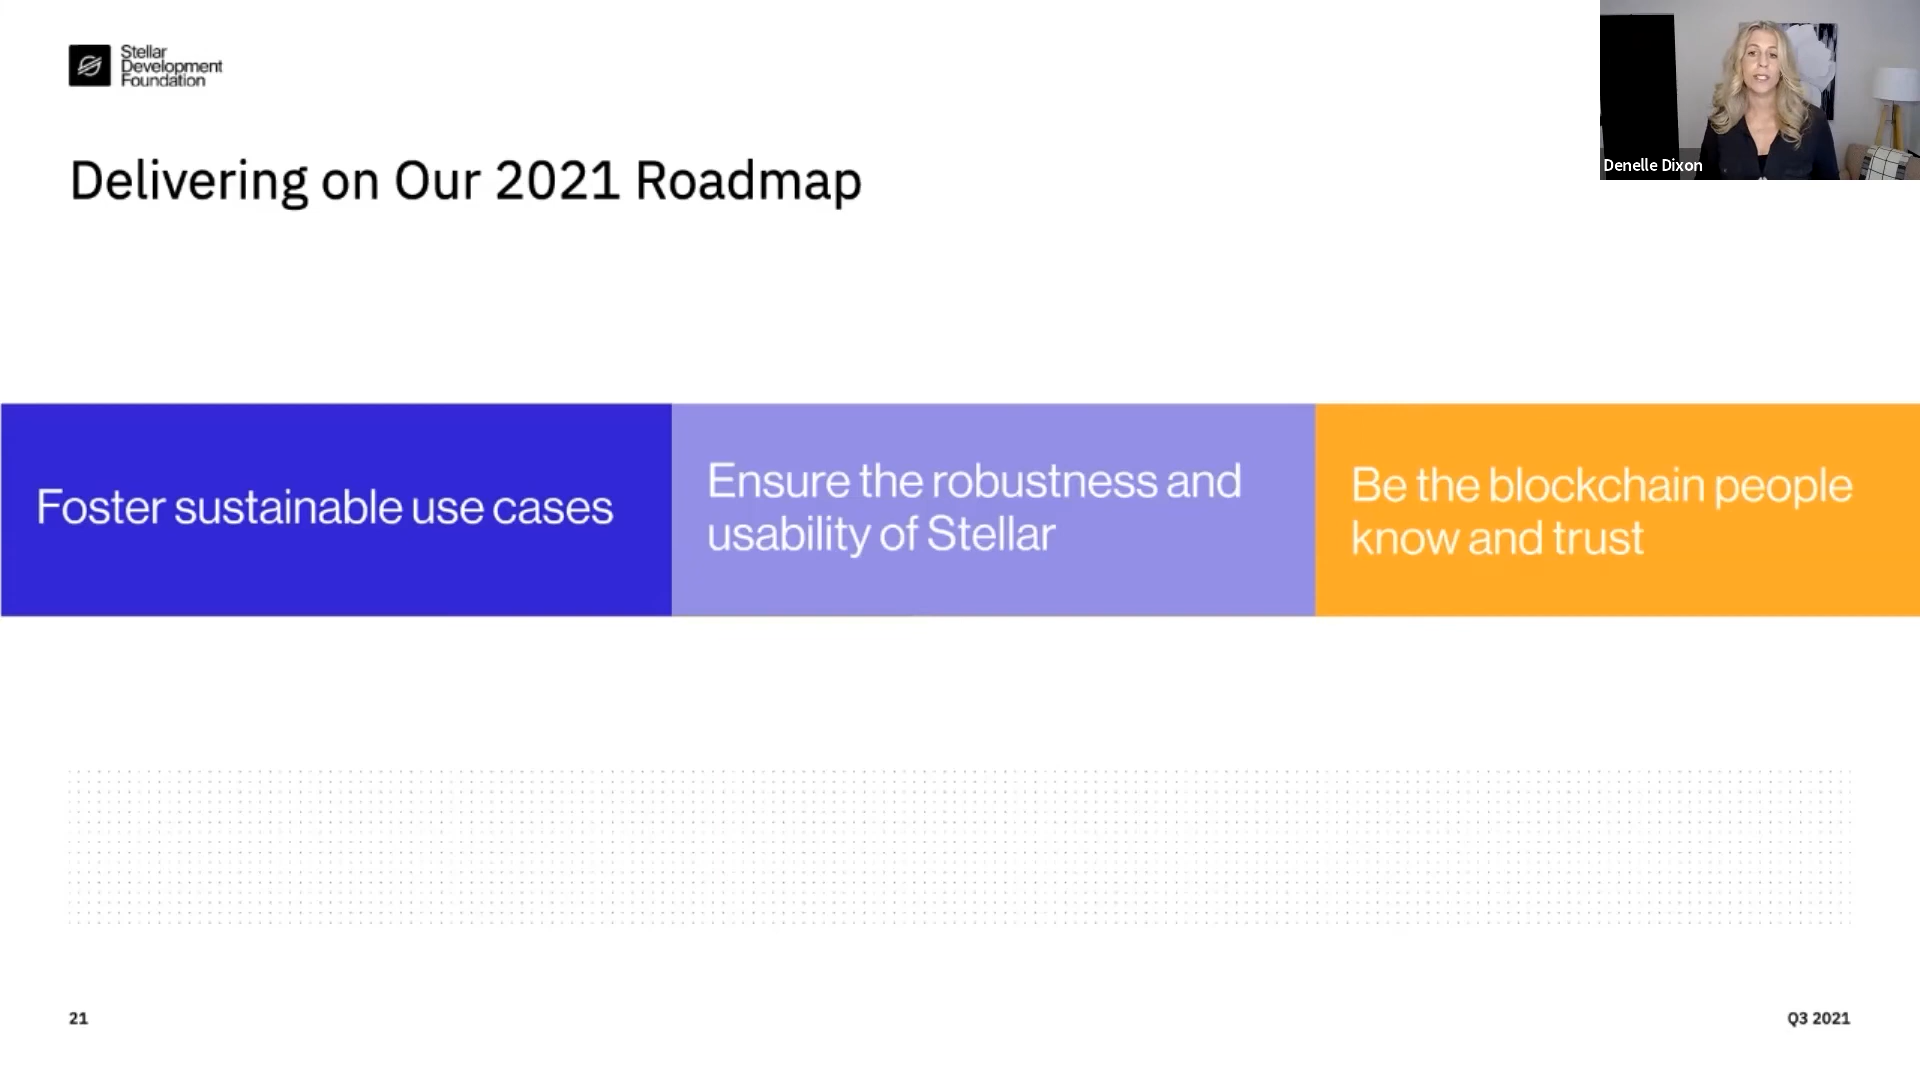 Stellar
Development
Foundation
Denelle Dixon
Delivering on Our 2021 Roadmap
Foster sustainable use cases
Ensure the robustness and
usability of Stellar
Be the blockchain people
know and trust
21
Q3 2021